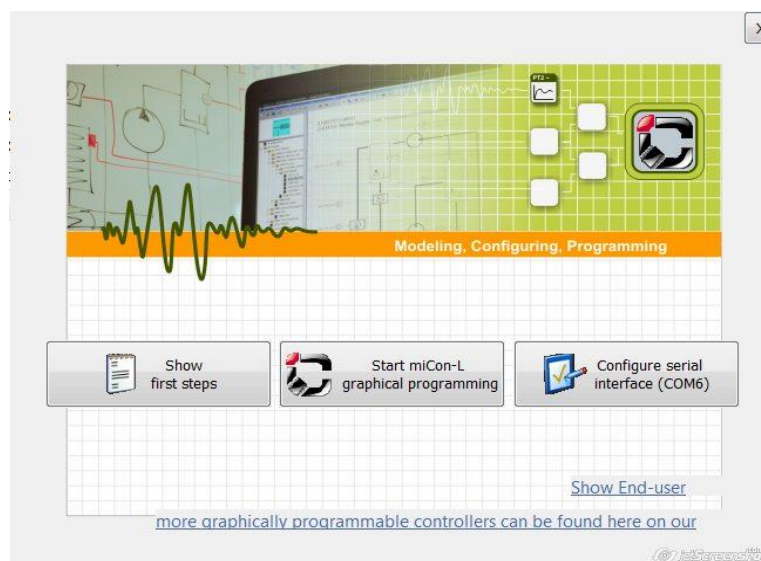 PT2
Modeling, Configuring, Programming
Show
first steps
Start miCon-L
graphical programming
Configure serial
interface (COM6)
Show End-user
more graphically programmable controllers can be found here on our